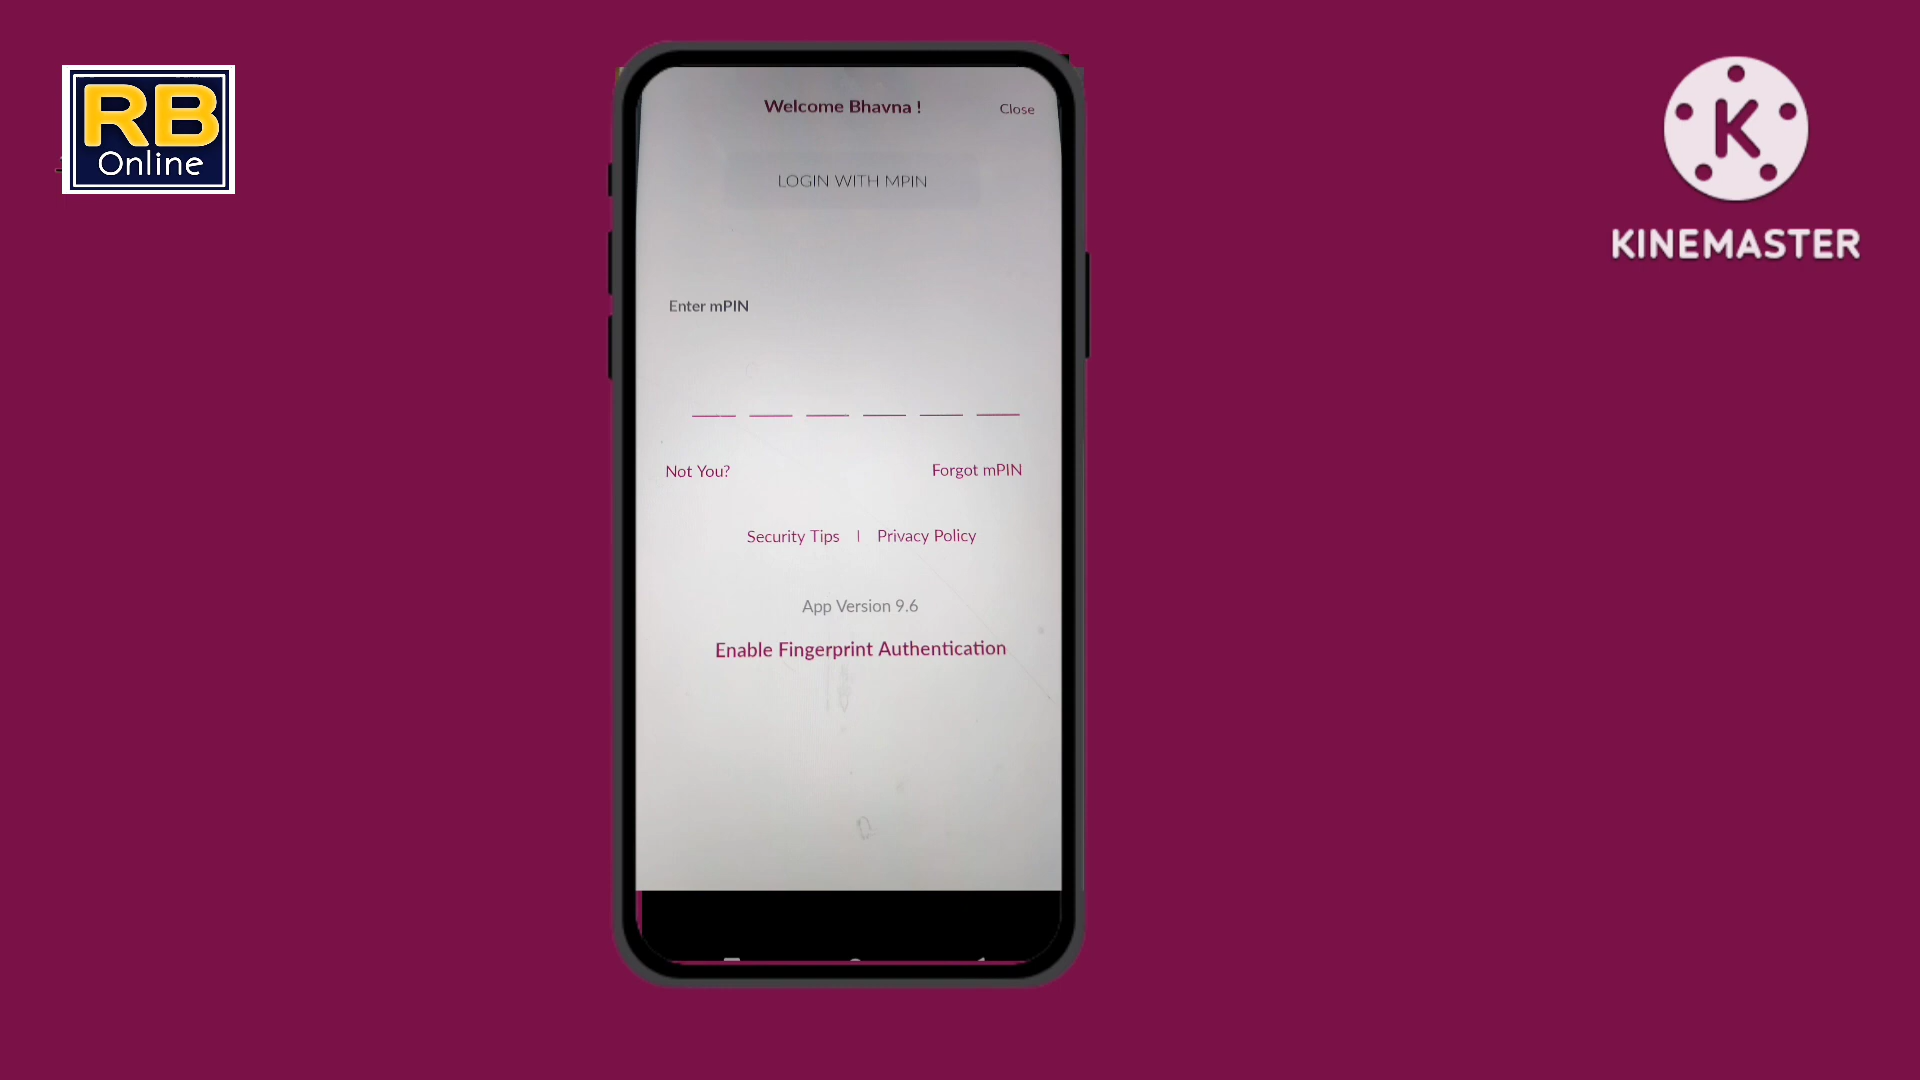 RB
Online
K
KINEMASTER
Welcome Bhavna !
Close
LOGIN WITH MPIN
Enter mPIN
Not You?
Forgot mPIN
Security Tips | Privacy Policy
App Version 9.6
Enable Fingerprint Authentication